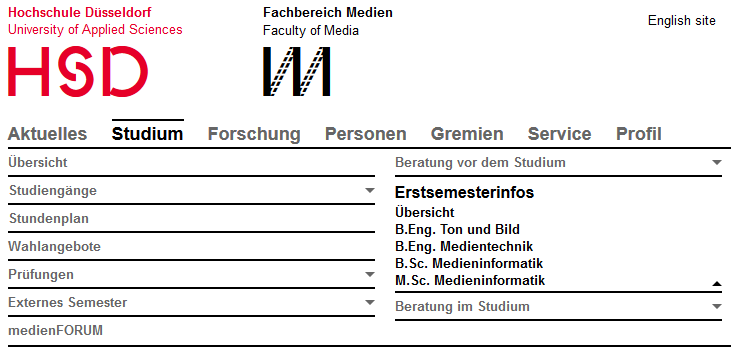 Hochschule Düsseldorf
University of Applied Sciences
HSD
Fachbereich Medien
Faculty of Media
M
English site
Aktuelles Studium Forschung Personen Gremien Service Profil
Übersicht
Studiengänge
Stundenplan
Wahlangebote
Prüfungen
Externes Semester
medienFORUM
Beratung vor dem Studium
Erstsemesterinfos
Übersicht
B.Eng. Ton und Bild
B.Eng. Medientechnik
B.Sc. Medieninformatik
M.Sc. Medieninformatik
Beratung im Studium